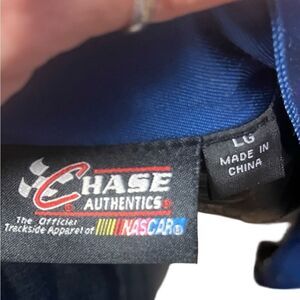 CHASE
AUTHENTICS®
The Official
Trackside Apparel of NASCAR®
LG
MADE IN
CHINA